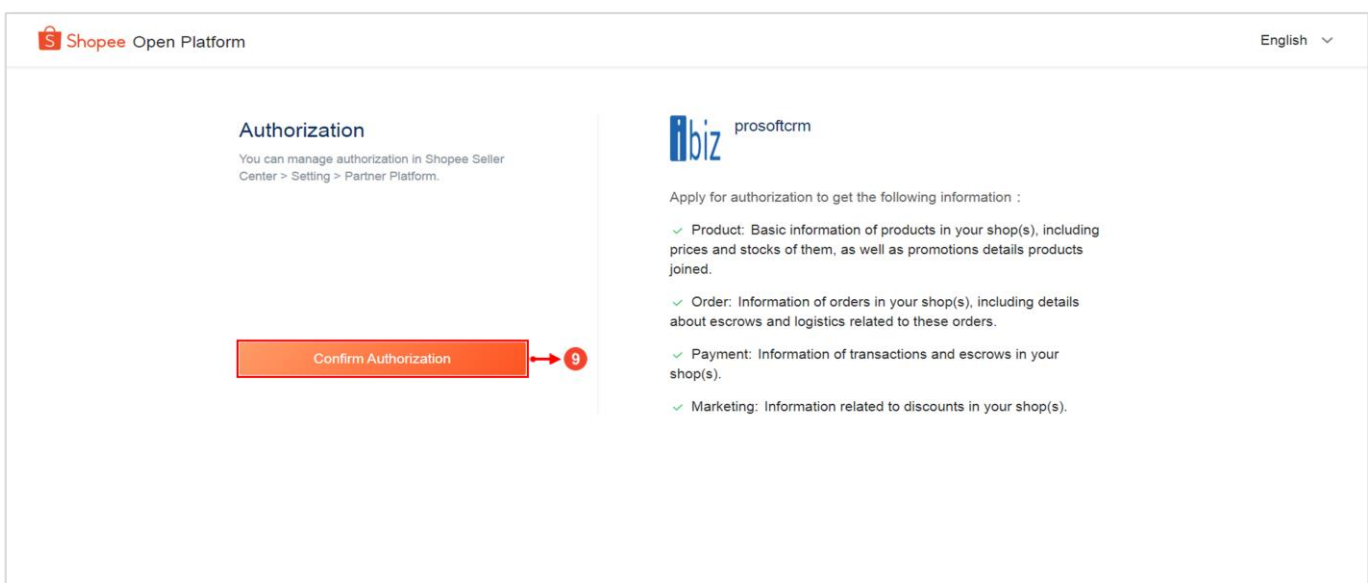 Shopee Open Platform
English
Authorization
You can manage authorization in Shopee Seller
Center > Setting > Partner Platform.
Confirm Authorization
9
ibiz
prosoftcrm
Apply for authorization to get the following information :
Product: Basic information of products in your shop(s), including
prices and stocks of them, as well as promotions details products
joined.
Order: Information of orders in your shop(s), including details
about escrows and logistics related to these orders.
Payment: Information of transactions and escrows in your
shop(s).
Marketing: Information related to discounts in your shop(s).